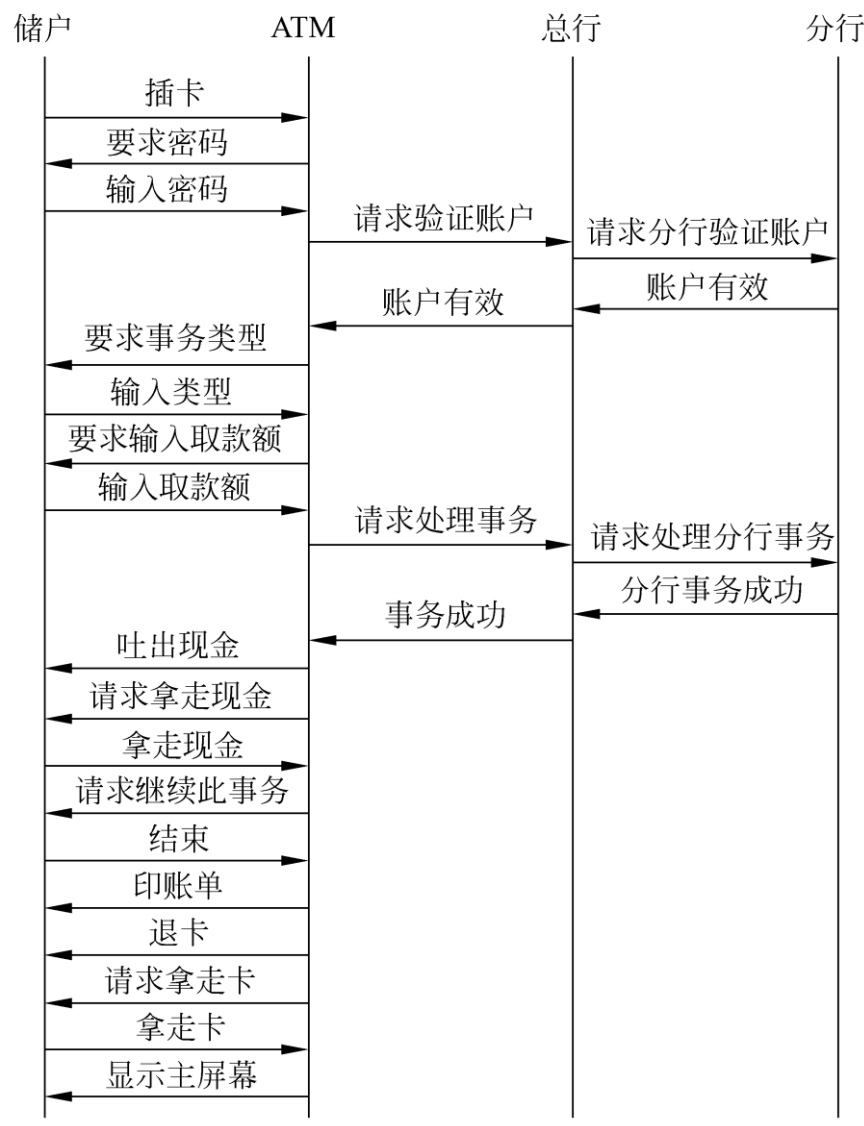 储户 ATM 总行 分行
插卡
要求密码
输入密码
请求验证账户
请求分行验证账户
账户有效
账户有效
要求事务类型
输入类型
要求输入取款额
输入取款额
请求处理事务
请求处理分行事务
分行事务成功
事务成功
吐出现金
请求拿走现金
拿走现金
请求继续此事务
结束
印账单
退卡
请求拿走卡
拿走卡
显示主屏幕